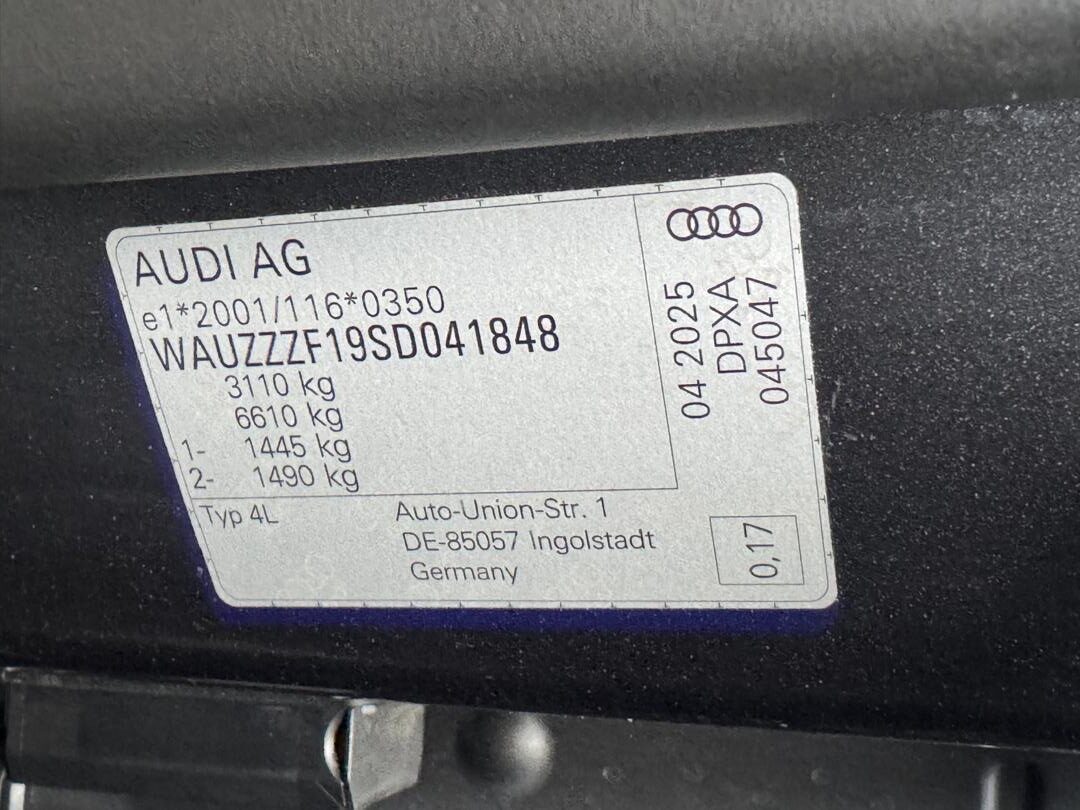 AUDI AG
e1*2001/116*0350
WAUZZZF19SD041848
3110 kg
6610 kg
1- 1445 kg
2- 1490 kg
Typ 4L
Auto-Union-Str. 1
DE-85057 Ingolstadt
Germany
04 2025
DPXA
045047
0,17